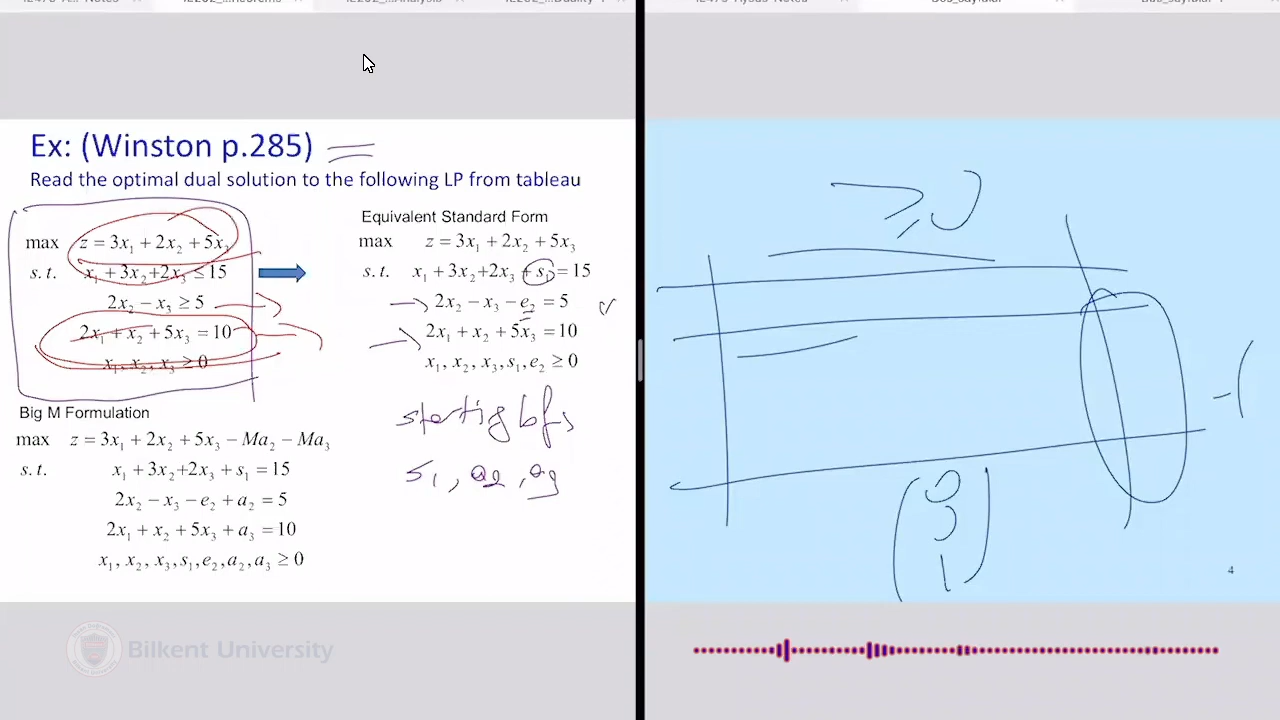 Ex: (Winston p.285)
Read the optimal dual solution to the following LP from tableau
max z = 3x₁ + 2x₂ + 5x₃
s.t. x₁ + 3x₂+2x₃ ≤ 15
2x₂ − x₃ ≥ 5
2x₁ + x₂ + 5x₃ = 10
x₁, x₂, x₃ ≥ 0
Equivalent Standard Form
max z = 3x₁ + 2x₂ + 5x₃
s.t. x₁ + 3x₂+2x₃ + s₁ = 15
2x₂ − x₃ − e₂ = 5
2x₁ + x₂ + 5x₃ = 10
x₁, x₂, x₃, s₁, e₂ ≥ 0
starting bfs
s₁, a₂, a₃
Big M Formulation
max z = 3x₁ + 2x₂ + 5x₃ − Ma₂ − Ma₃
s.t. x₁ + 3x₂+2x₃ + s₁ = 15
2x₂ − x₃ − e₂ + a₂ = 5
2x₁ + x₂ + 5x₃ + a₃ = 10
x₁, x₂, x₃, s₁, e₂, a₂, a₃ ≥ 0
Bilkent University
≥ 0
0
3
1
4